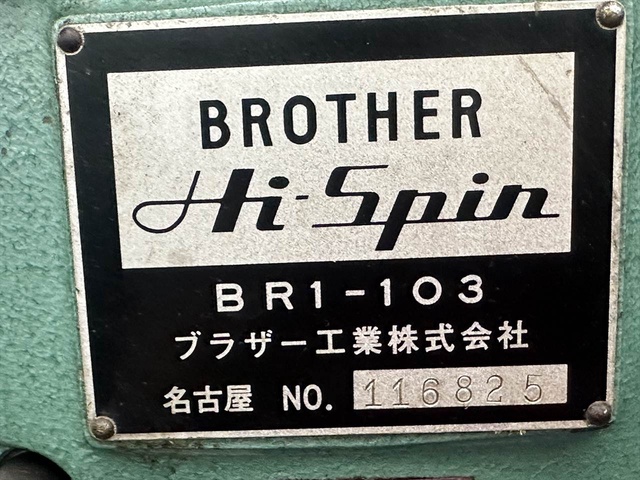 BROTHER
Hi-Spin
BR1-103
ブラザー工業株式会社
名古屋 NO. 116825